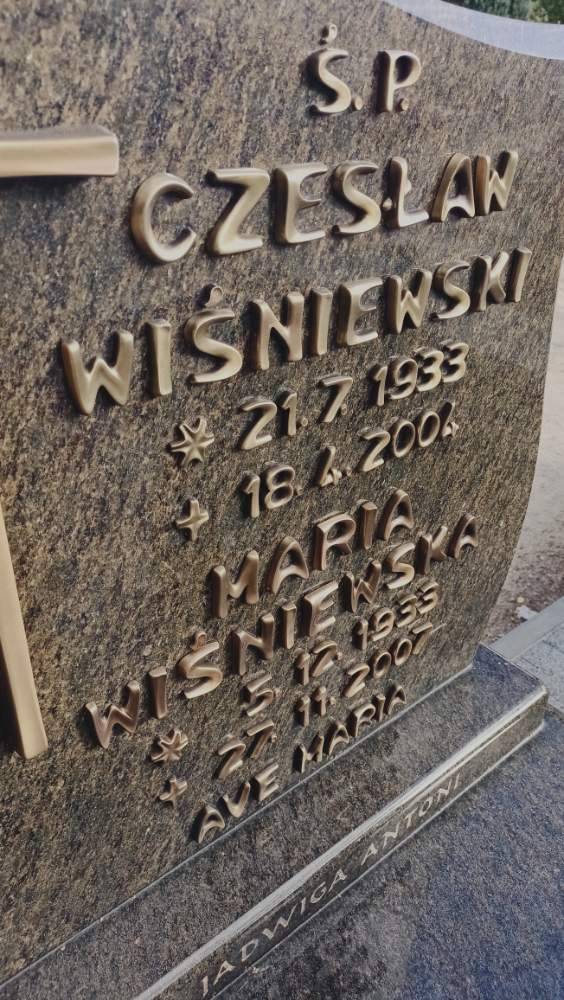 Ś.P.
CZESŁAW
WIŚNIEWSKI
* 21.7.1933
+ 18.4.2004
MARIA
WIŚNIEWSKA
* 5.12.1933
+ 27.11.2007
AVE MARIA
JADWIGA ANTONI